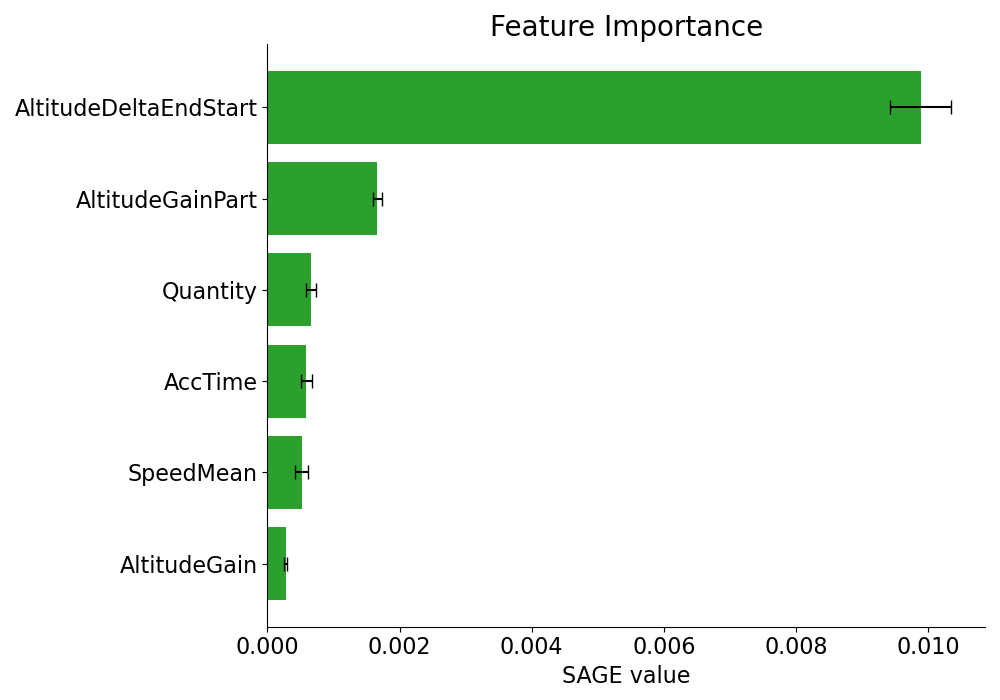 Feature Importance
AltitudeDeltaEndStart
AltitudeGainPart
Quantity
AccTime
SpeedMean
AltitudeGain
0.000 0.002 0.004 0.006 0.008 0.010
SAGE value